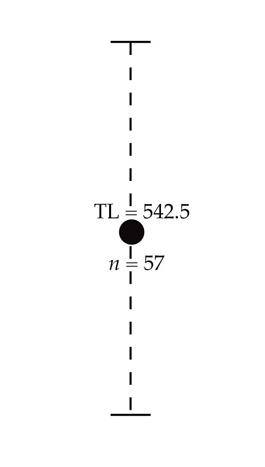 TL = 542.5
n = 57